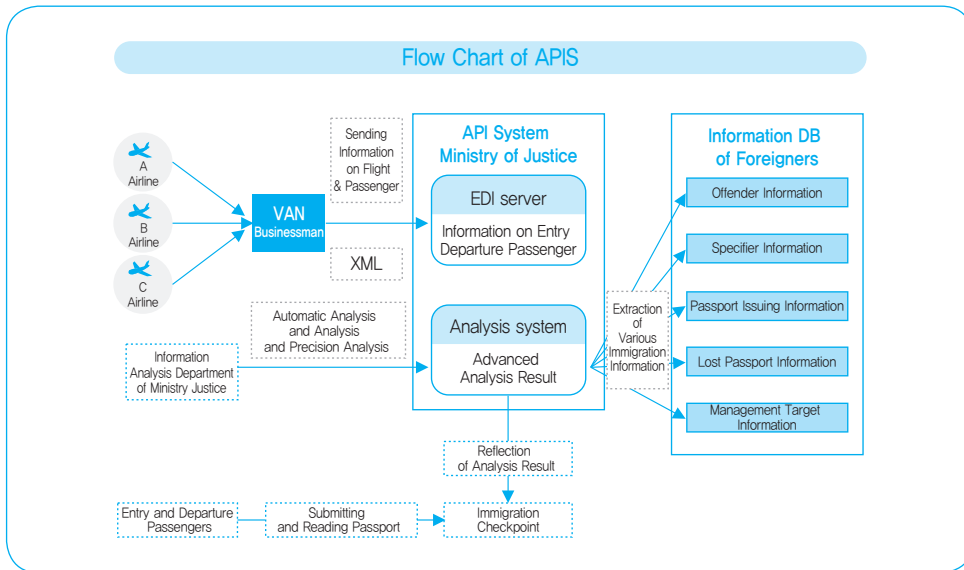 Flow Chart of APIS
A
Airline
B
Airline
C
Airline
VAN
Businessman
Sending
Information
on Flight
& Passenger
XML
API System
Ministry of Justice
EDI server
Information on Entry
Departure Passenger
Automatic Analysis
and Analysis
and Precision Analysis
Information
Analysis Department
of Ministry Justice
Analysis system
Advanced
Analysis Result
Extraction
of
Various
Immigration
Information
Information DB
of Foreigners
Offender Information
Specifier Information
Passport Issuing Information
Lost Passport Information
Management Target
Information
Reflection
of Analysis Result
Entry and Departure
Passengers
Submitting
and Reading Passport
Immigration
Checkpoint